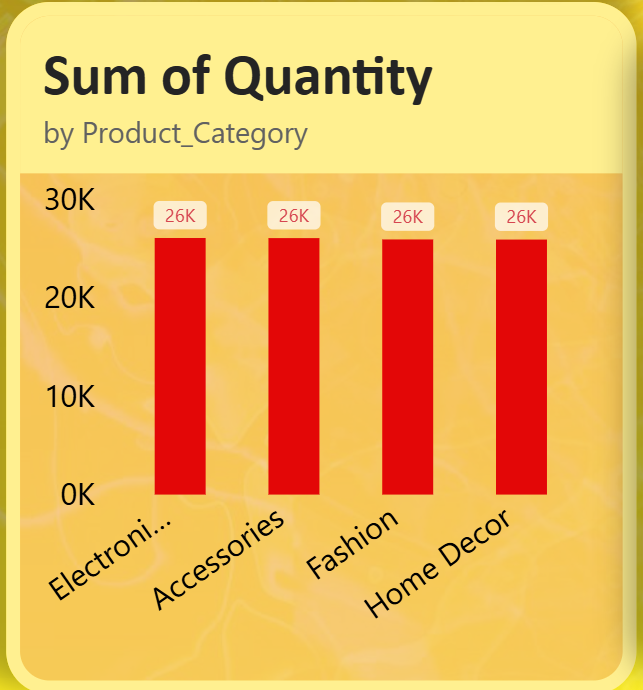 Sum of Quantity
by Product_Category
30K
26K 26K 26K 26K
20K
10K
0K
Electroni... Accessories Fashion Home Decor